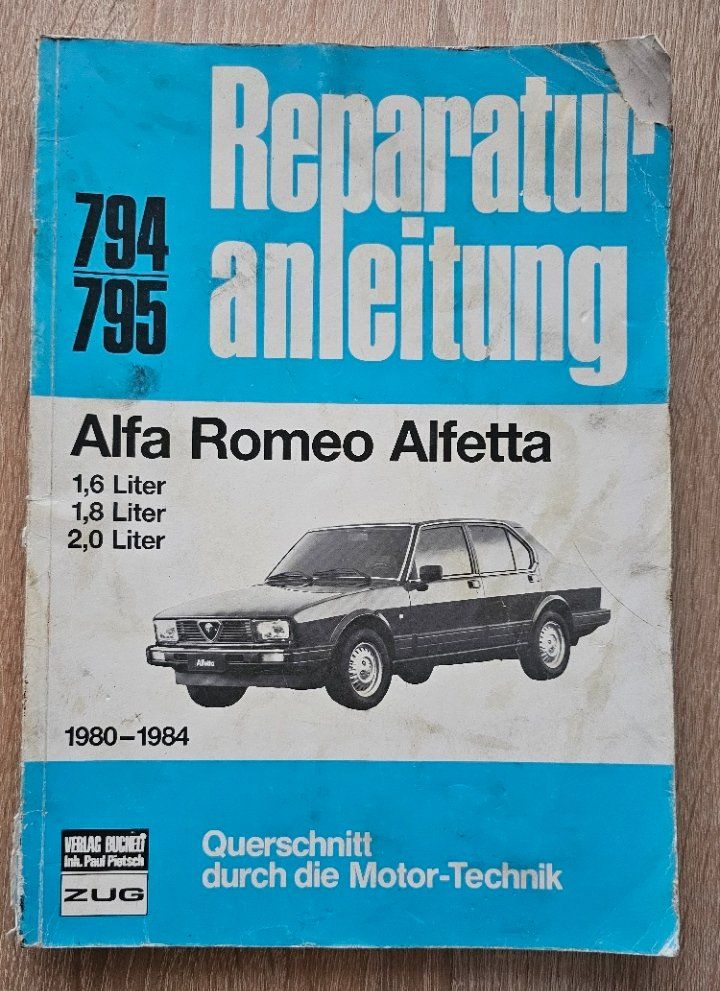 Reparatur
anleitung
794
795
Alfa Romeo Alfetta
1,6 Liter
1,8 Liter
2,0 Liter
Alfetta
1980–1984
VERLAG BUCHELI
Inh. Paul Pietsch
ZUG
Querschnitt
durch die Motor-Technik